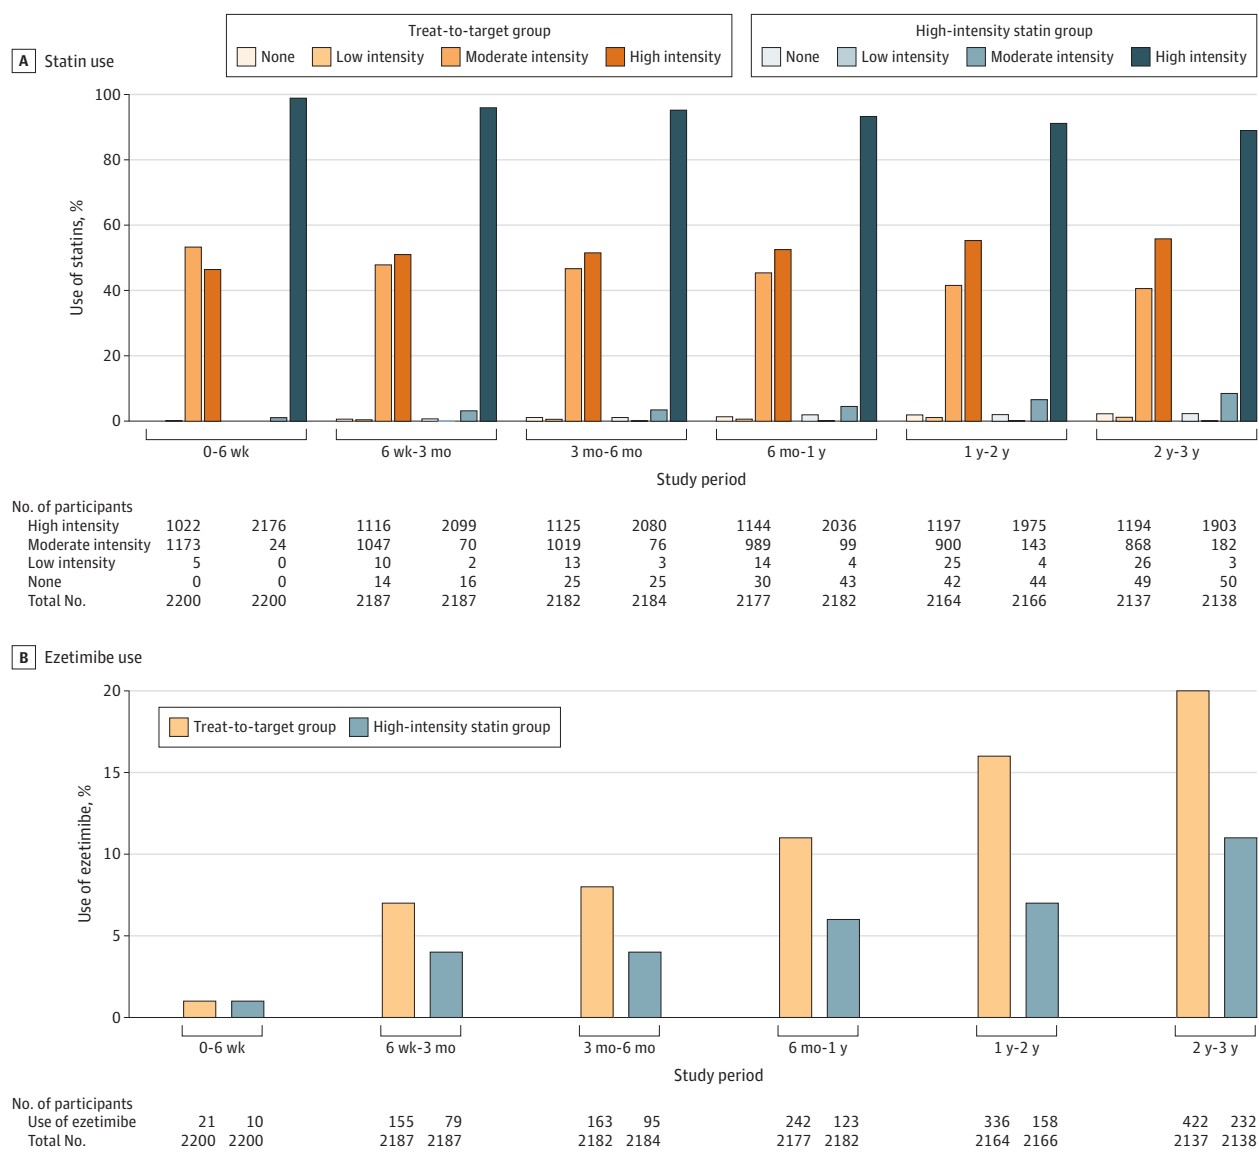 Treat-to-target group
None Low intensity Moderate intensity High intensity
High-intensity statin group
None Low intensity Moderate intensity High intensity
A Statin use
Use of statins, %
100
80
60
40
20
0
0-6 wk 6 wk-3 mo 3 mo-6 mo 6 mo-1 y 1 y-2 y 2 y-3 y
Study period
No. of participants
High intensity 1022 2176 1116 2099 1125 2080 1144 2036 1197 1975 1194 1903
Moderate intensity 1173 24 1047 70 1019 76 989 99 900 143 868 182
Low intensity 5 0 10 2 13 3 14 4 25 4 26 3
None 0 0 14 16 25 25 30 43 42 44 49 50
Total No. 2200 2200 2187 2187 2182 2184 2177 2182 2164 2166 2137 2138
B Ezetimibe use
Treat-to-target group High-intensity statin group
Use of ezetimibe, %
20
15
10
5
0
0-6 wk 6 wk-3 mo 3 mo-6 mo 6 mo-1 y 1 y-2 y 2 y-3 y
Study period
No. of participants
Use of ezetimibe 21 10 155 79 163 95 242 123 336 158 422 232
Total No. 2200 2200 2187 2187 2182 2184 2177 2182 2164 2166 2137 2138